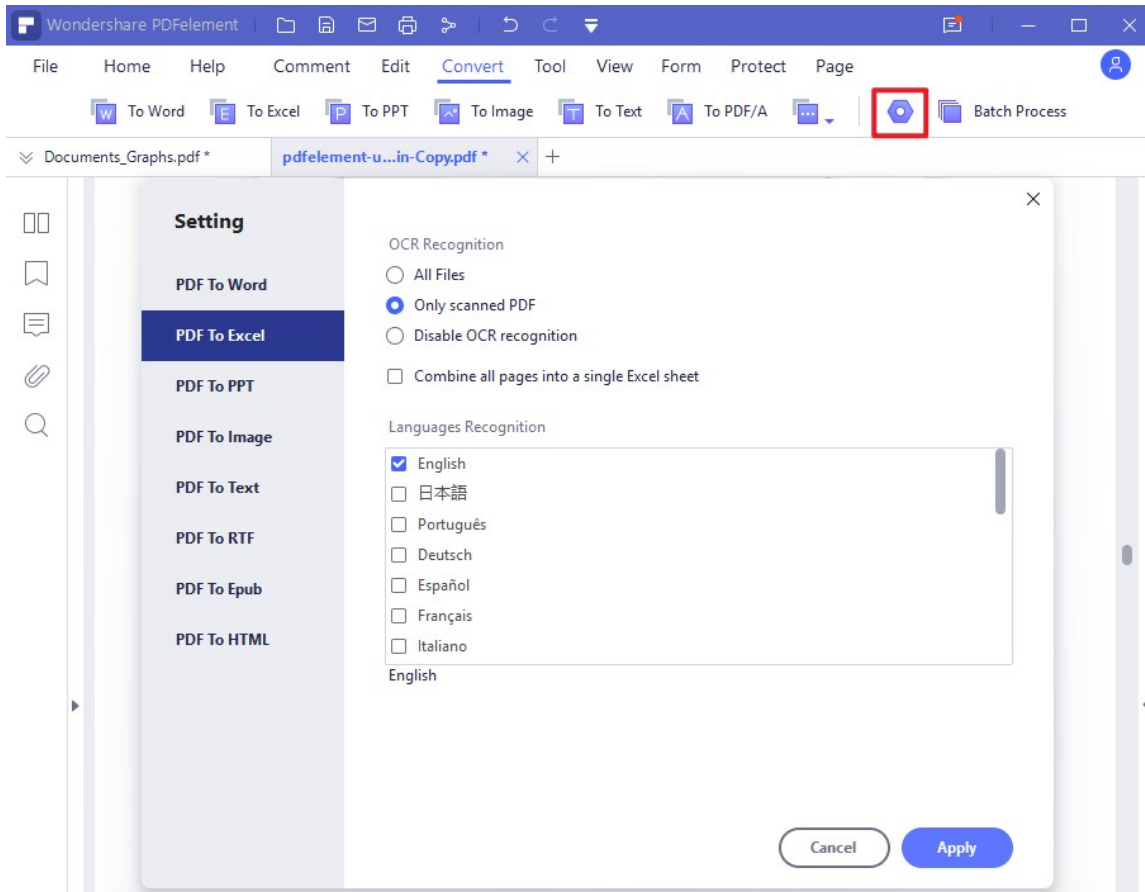 Wondershare PDFelement
File Home Help Comment Edit Convert Tool View Form Protect Page
W To Word E To Excel P To PPT To Image T To Text A To PDF/A ... Batch Process
Documents_Graphs.pdf * pdfelement-u...in-Copy.pdf * × +
Setting
PDF To Word
PDF To Excel
PDF To PPT
PDF To Image
PDF To Text
PDF To RTF
PDF To Epub
PDF To HTML
OCR Recognition
All Files
Only scanned PDF
Disable OCR recognition
Combine all pages into a single Excel sheet
Languages Recognition
English
日本語
Português
Deutsch
Español
Français
Italiano
English
Cancel Apply